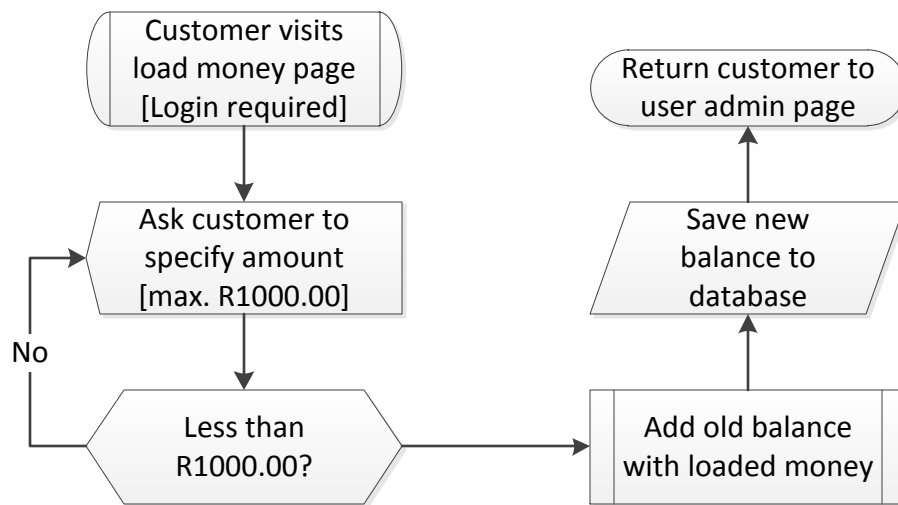 Customer visits
load money page
[Login required]
Ask customer to
specify amount
[max. R1000.00]
No
Less than
R1000.00?
Add old balance
with loaded money
Save new
balance to
database
Return customer to
user admin page